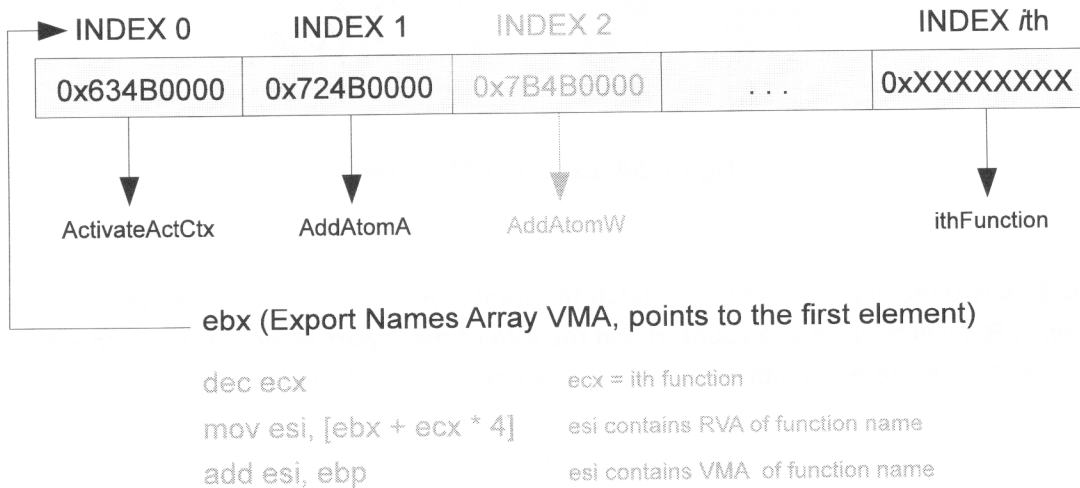 INDEX 0 INDEX 1 INDEX 2 INDEX ith
0x634B0000 0x724B0000 0x7B4B0000 . . . 0xXXXXXXXX
ActivateActCtx AddAtomA AddAtomW ithFunction
ebx (Export Names Array VMA, points to the first element)
dec ecx ecx = ith function
mov esi, [ebx + ecx * 4] esi contains RVA of function name
add esi, ebp esi contains VMA of function name